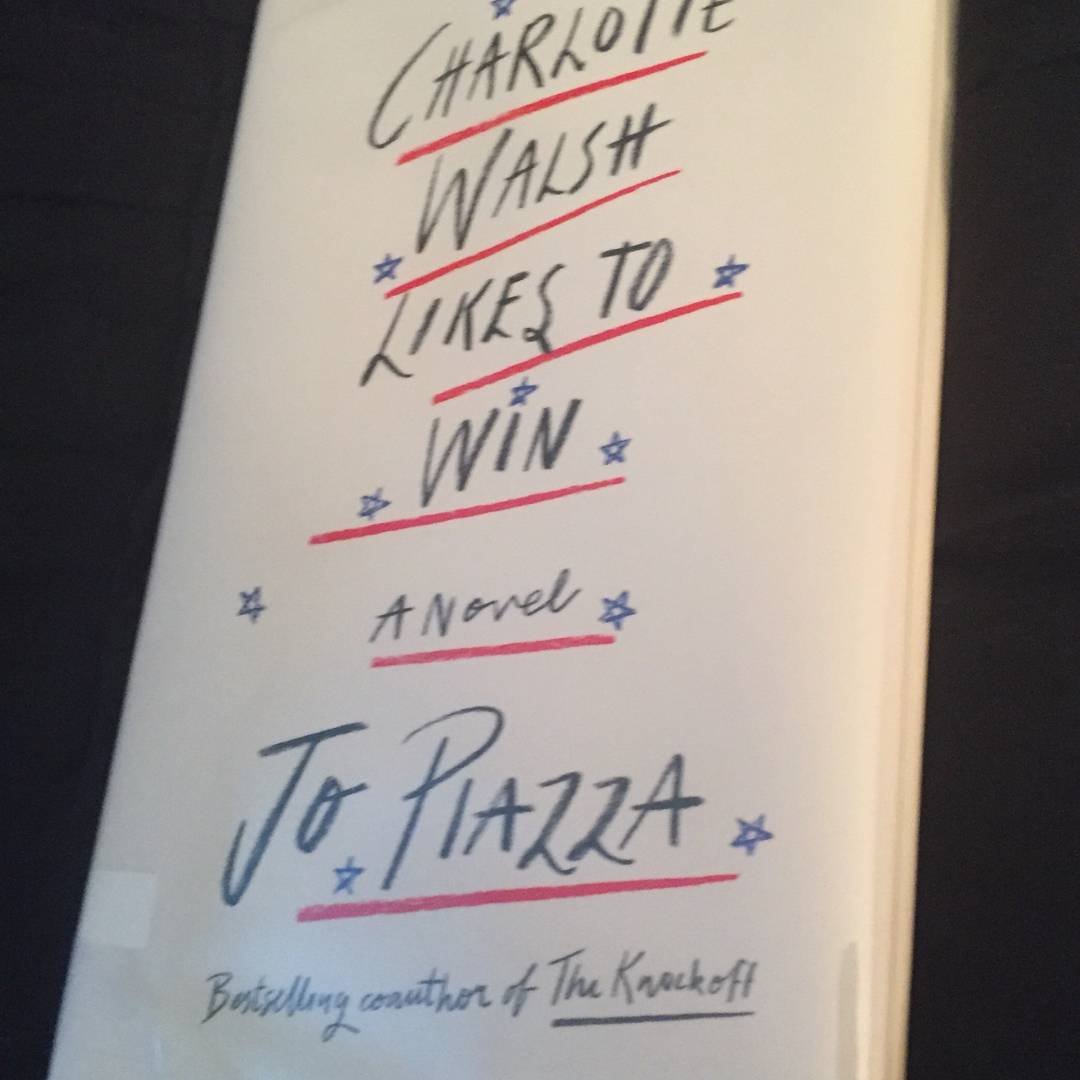 CHARLOTTE
WALSH
LIKES TO
WIN
A Novel
Jo PIAZZA
Bestselling coauthor of The Knockoff